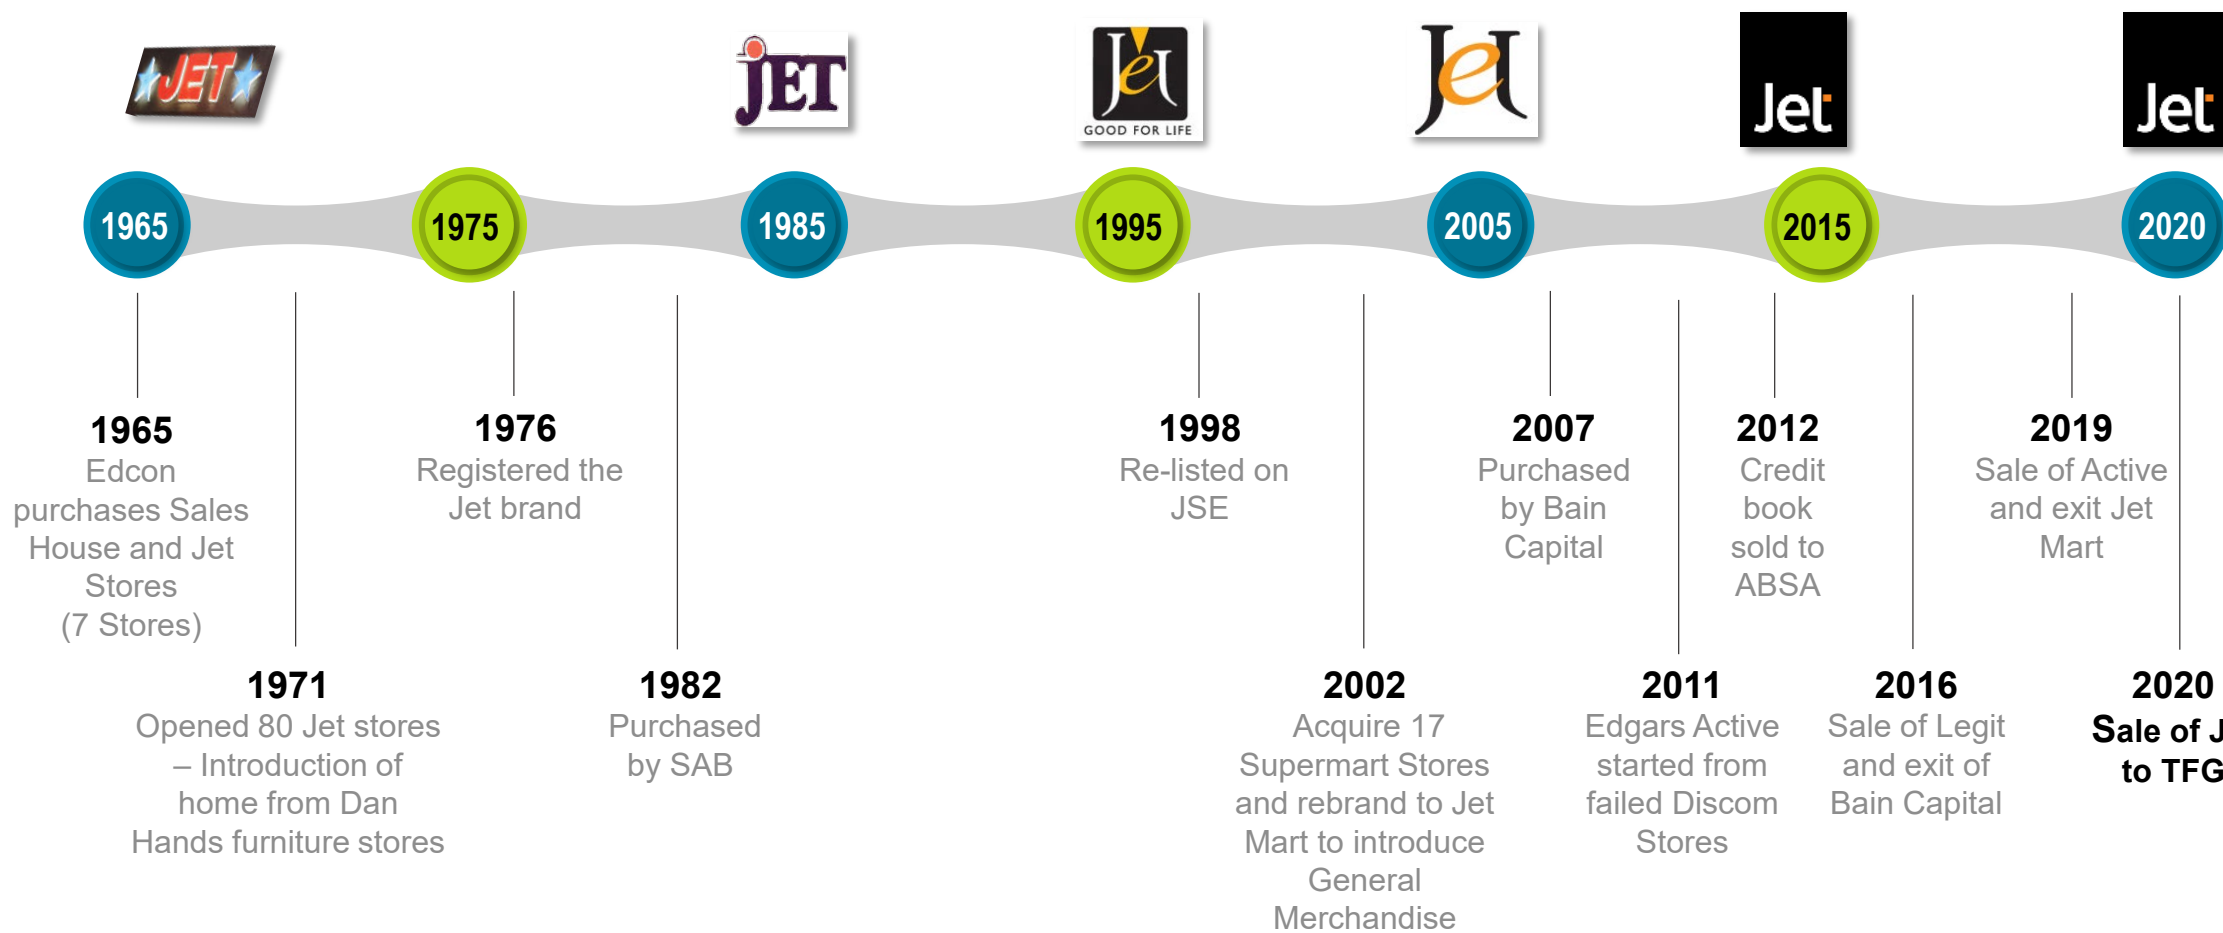 JET
JET
Jet
GOOD FOR LIFE
Jet
Jet
Jet
1965
1975
1985
1995
2005
2015
2020
1965
Edcon
purchases Sales
House and Jet
Stores
(7 Stores)
1971
Opened 80 Jet stores
– Introduction of
home from Dan
Hands furniture stores
1976
Registered the
Jet brand
1982
Purchased
by SAB
1998
Re-listed on
JSE
2002
Acquire 17
Supermart Stores
and rebrand to Jet
Mart to introduce
General
Merchandise
2007
Purchased
by Bain
Capital
2011
Edgars Active
started from
failed Discom
Stores
2012
Credit
book
sold to
ABSA
2016
Sale of Legit
and exit of
Bain Capital
2019
Sale of Active
and exit Jet
Mart
2020
Sale of J
to TFG